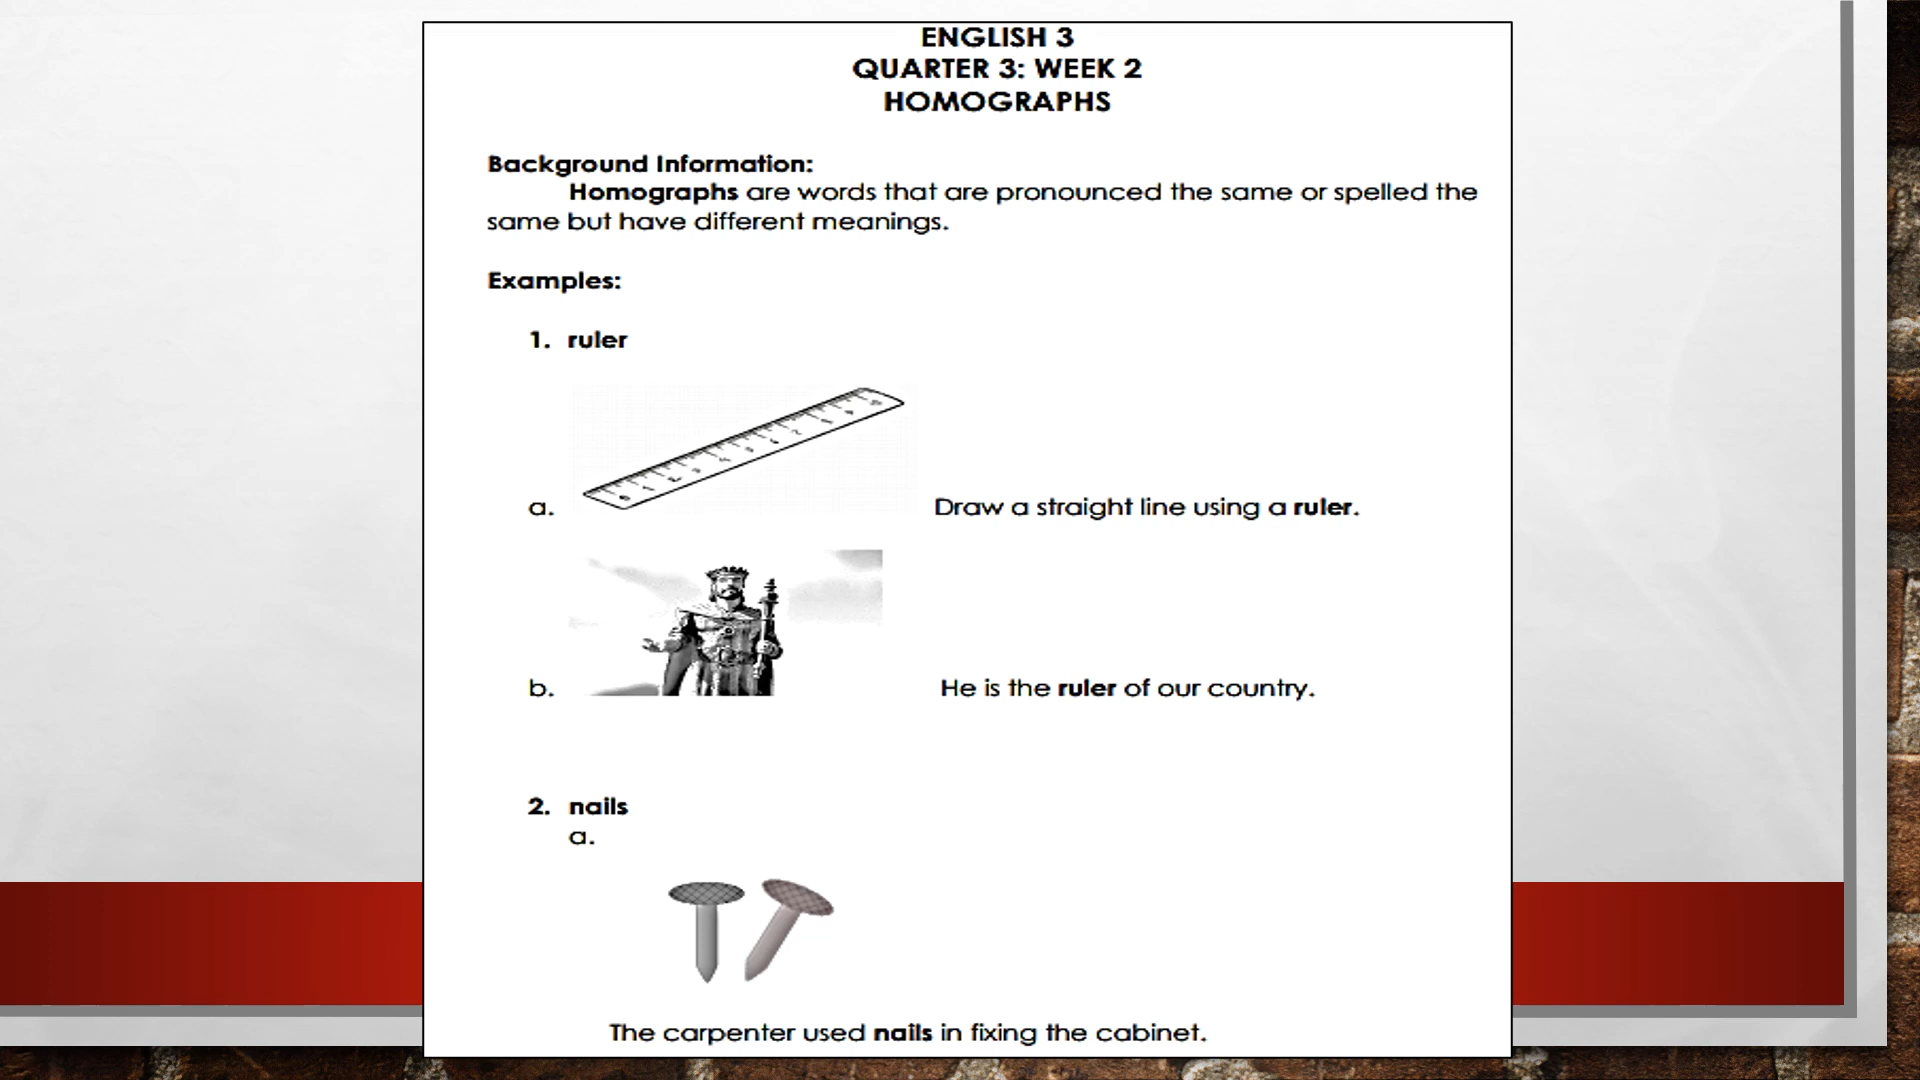 ENGLISH 3
QUARTER 3: WEEK 2
HOMOGRAPHS
Background Information:
Homographs are words that are pronounced the same or spelled the
same but have different meanings.
Examples:
1. ruler
a. Draw a straight line using a ruler.
b. He is the ruler of our country.
2. nails
a.
The carpenter used nails in fixing the cabinet.